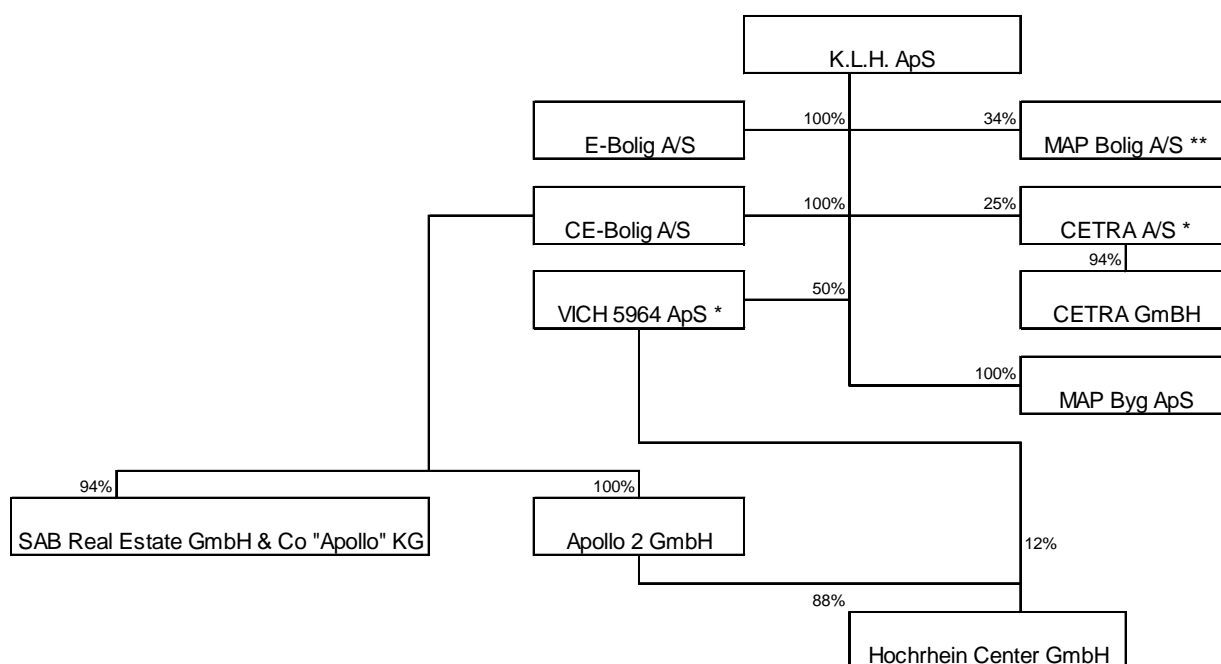 K.L.H. ApS
100%
34%
E-Bolig A/S
MAP Bolig A/S **
100%
25%
CE-Bolig A/S
CETRA A/S *
94%
50%
VICH 5964 ApS *
CETRA GmBH
100%
MAP Byg ApS
94%
100%
SAB Real Estate GmbH & Co "Apollo" KG
Apollo 2 GmbH
12%
88%
Hochrhein Center GmbH